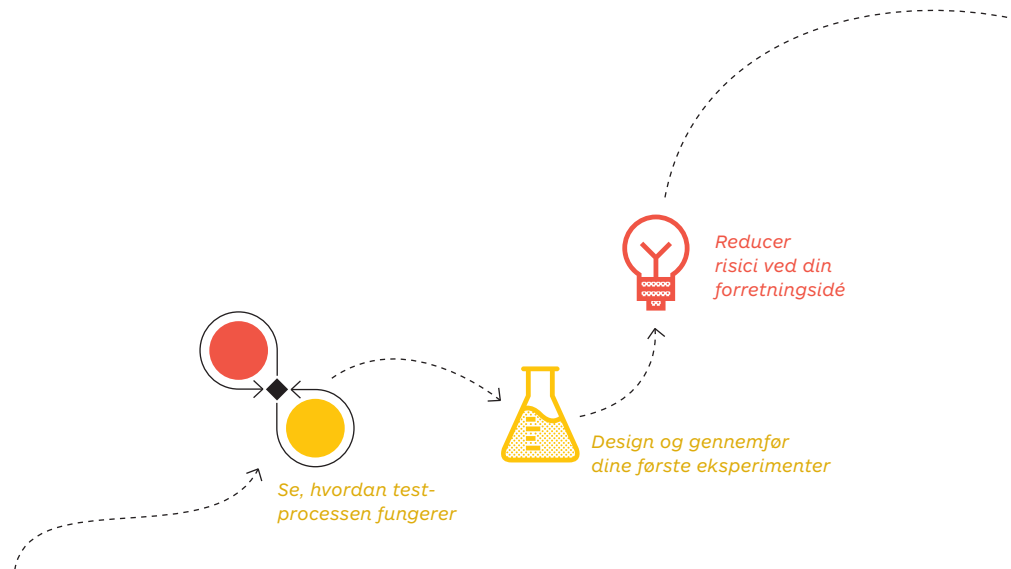 Reducer
risici ved din
forretningsidé
Design og gennemfør
dine første eksperimenter
Se, hvordan test-
processen fungerer